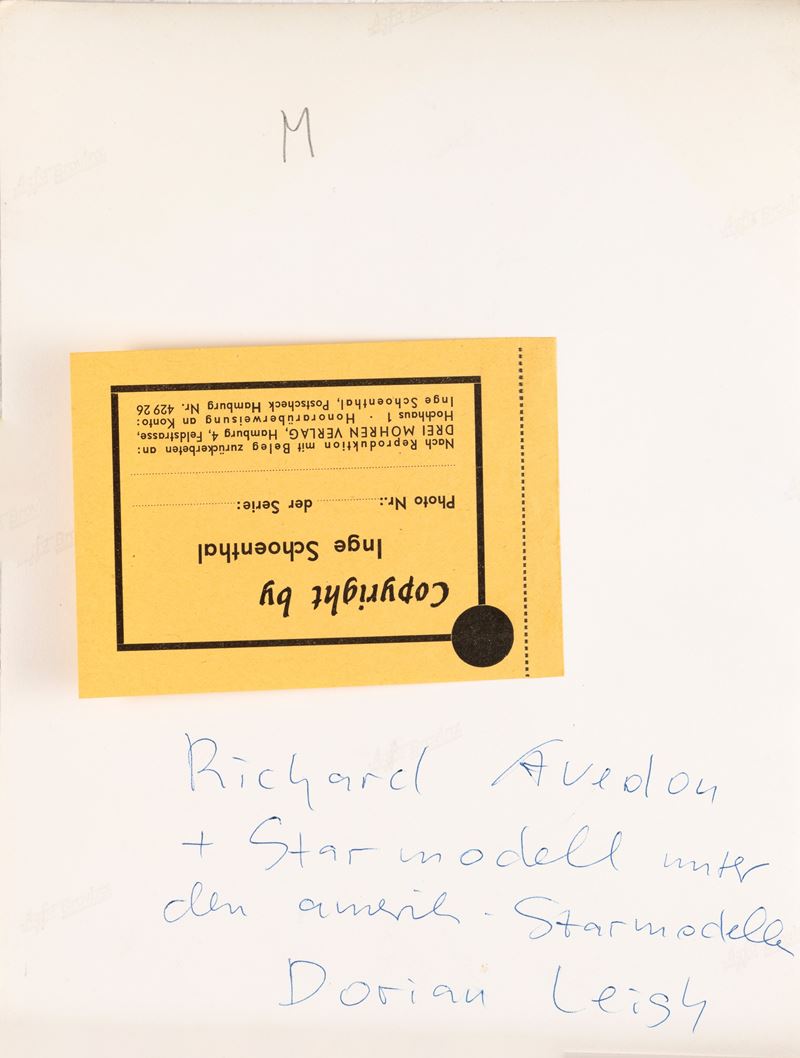 M
Copyright by
Inge Schoenthal
Photo Nr.: der Serie:
Nach Reproduktion mit Beleg zurückerbeten an:
DREI MOHREN VERLAG, Hamburg 4, Feldstrasse,
Hochhaus 1 · Honorarüberweisung an Konto:
Inge Schoenthal, Postscheck Hamburg Nr. 429 26
Richard Avedon
+ Starmodell unter
den amerik. Starmodelle
Dorian Leigh